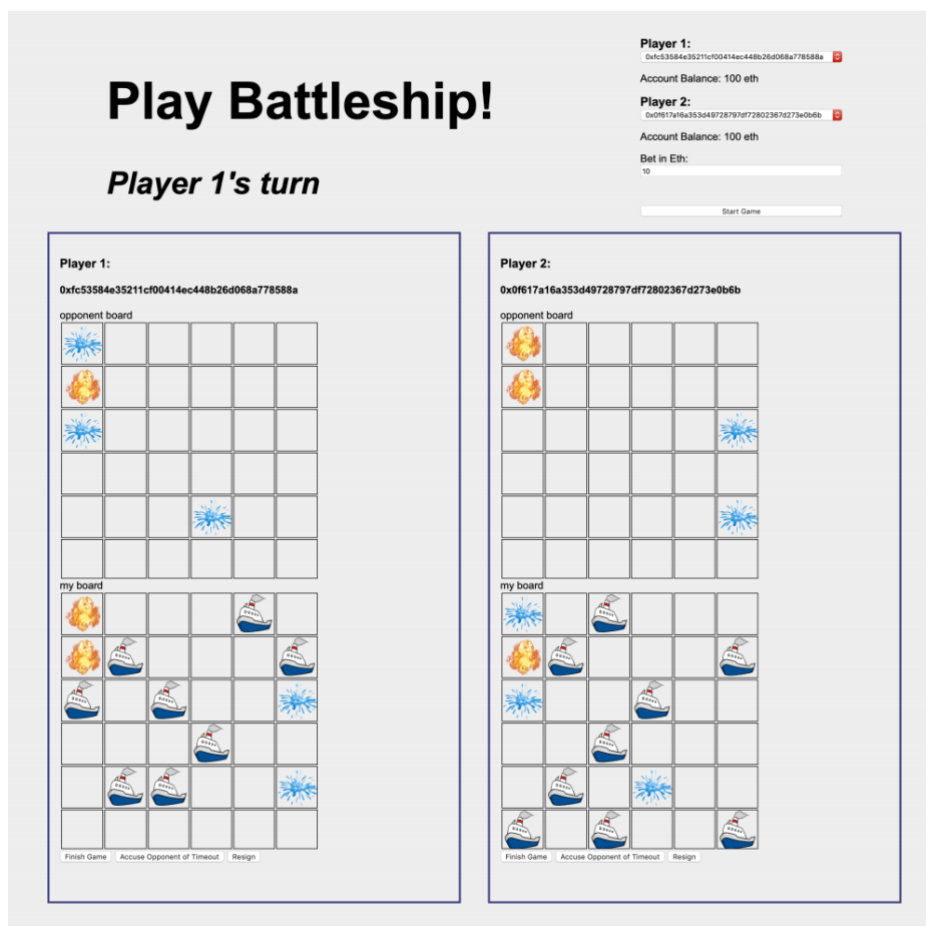 Play Battleship!
Player 1's turn
Player 1:
0xfc53584e35211cf00414ec448b26d068a778588a
Account Balance: 100 eth
Player 2:
0x0f617a16a353d49728797df72802367d273e0b6b
Account Balance: 100 eth
Bet in Eth:
10
Start Game
Player 1:
0xfc53584e35211cf00414ec448b26d068a778588a
opponent board
my board
Finish Game Accuse Opponent of Timeout Resign
Player 2:
0x0f617a16a353d49728797df72802367d273e0b6b
opponent board
my board
Finish Game Accuse Opponent of Timeout Resign